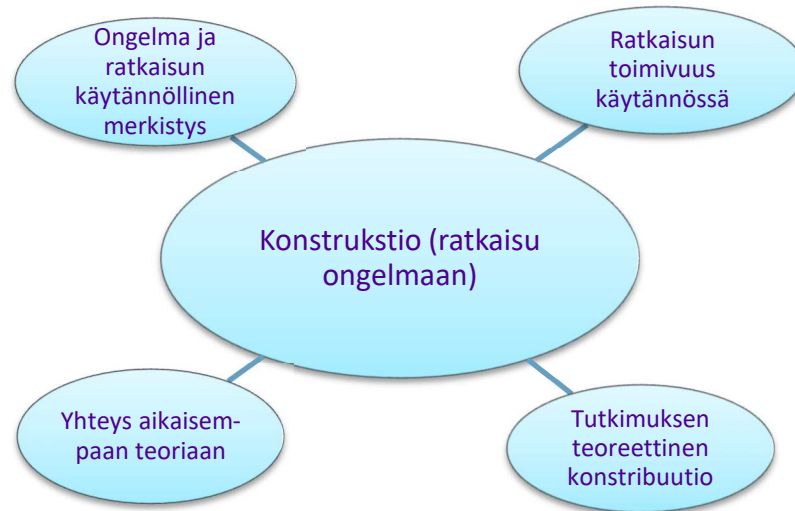 Ongelma ja
ratkaisun
käytännöllinen
merkistys
Ratkaisun
toimivuus
käytännössä
Konstrukstio (ratkaisu
ongelmaan)
Yhteys aikaisem-
paan teoriaan
Tutkimuksen
teoreettinen
konstribuutio